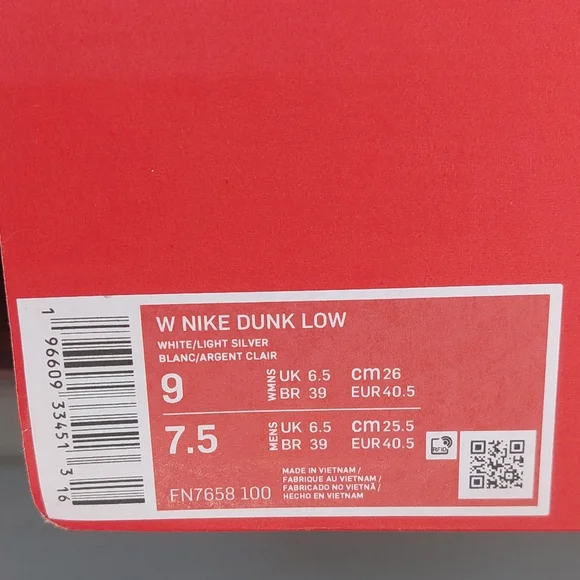 W NIKE DUNK LOW
WHITE/LIGHT SILVER
BLANC/ARGENT CLAIR
9 WMNS UK 6.5 cm 26
BR 39 EUR 40.5
7.5 MENS UK 6.5 cm 25.5
BR 39 EUR 40.5
RFID
MADE IN VIETNAM /
FABRIQUE AU VIETNAM /
FABRICADO NO VIETNÃ /
HECHO EN VIETNAM
FN7658 100
1 96609 33451 3 16